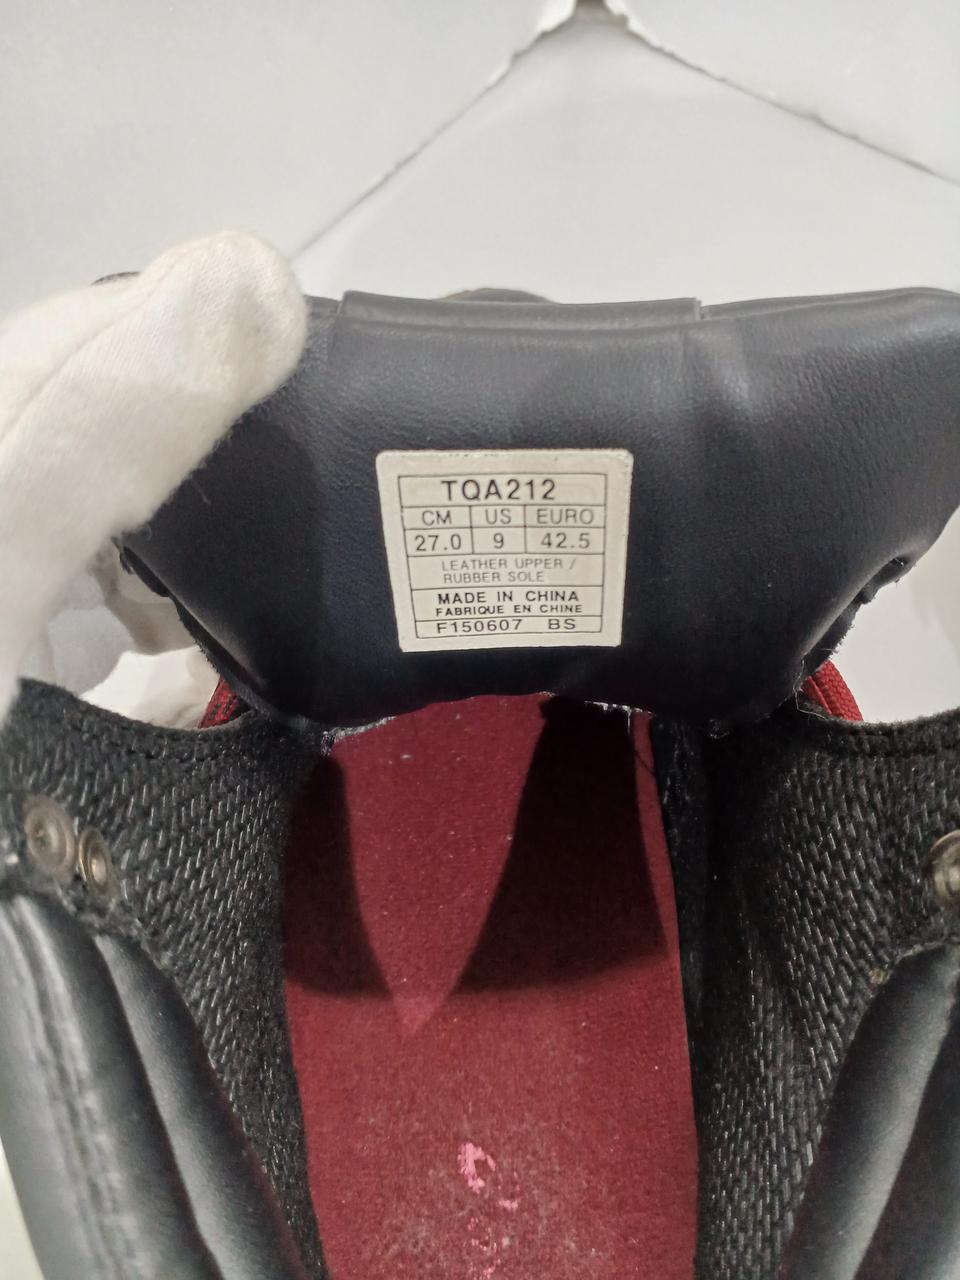 TQA212
CM US EURO
27.0 9 42.5
LEATHER UPPER /
RUBBER SOLE
MADE IN CHINA
FABRIQUE EN CHINE
F150607 BS